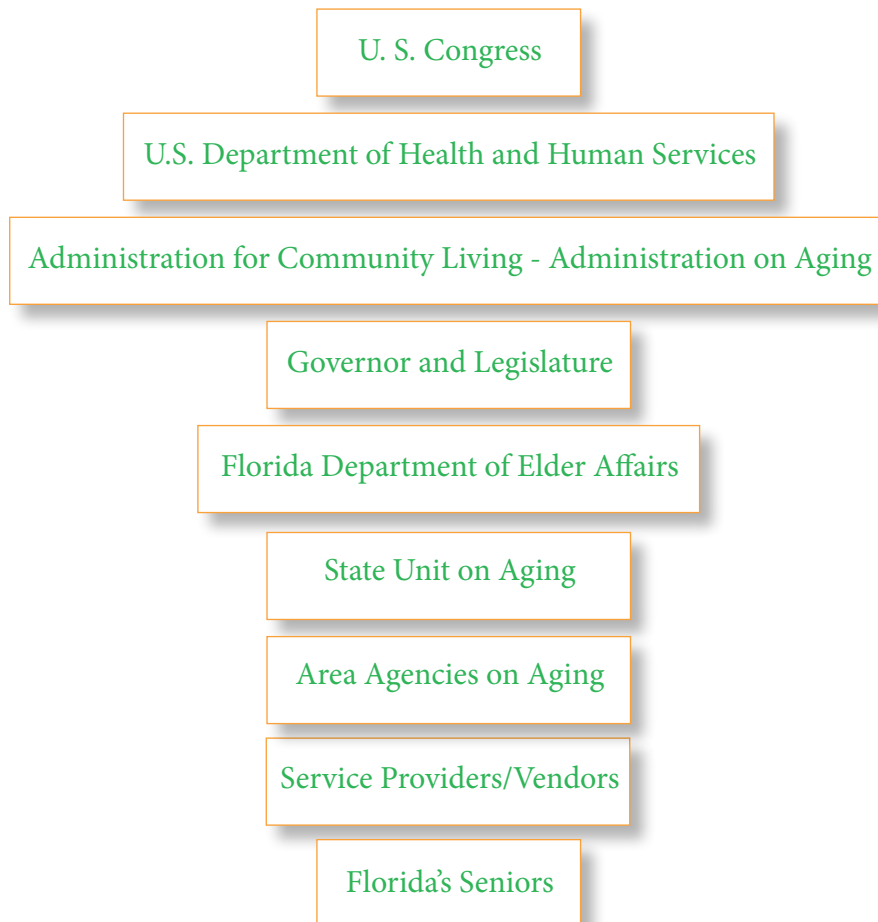 U. S. Congress
U.S. Department of Health and Human Services
Administration for Community Living - Administration on Aging
Governor and Legislature
Florida Department of Elder Affairs
State Unit on Aging
Area Agencies on Aging
Service Providers/Vendors
Florida's Seniors